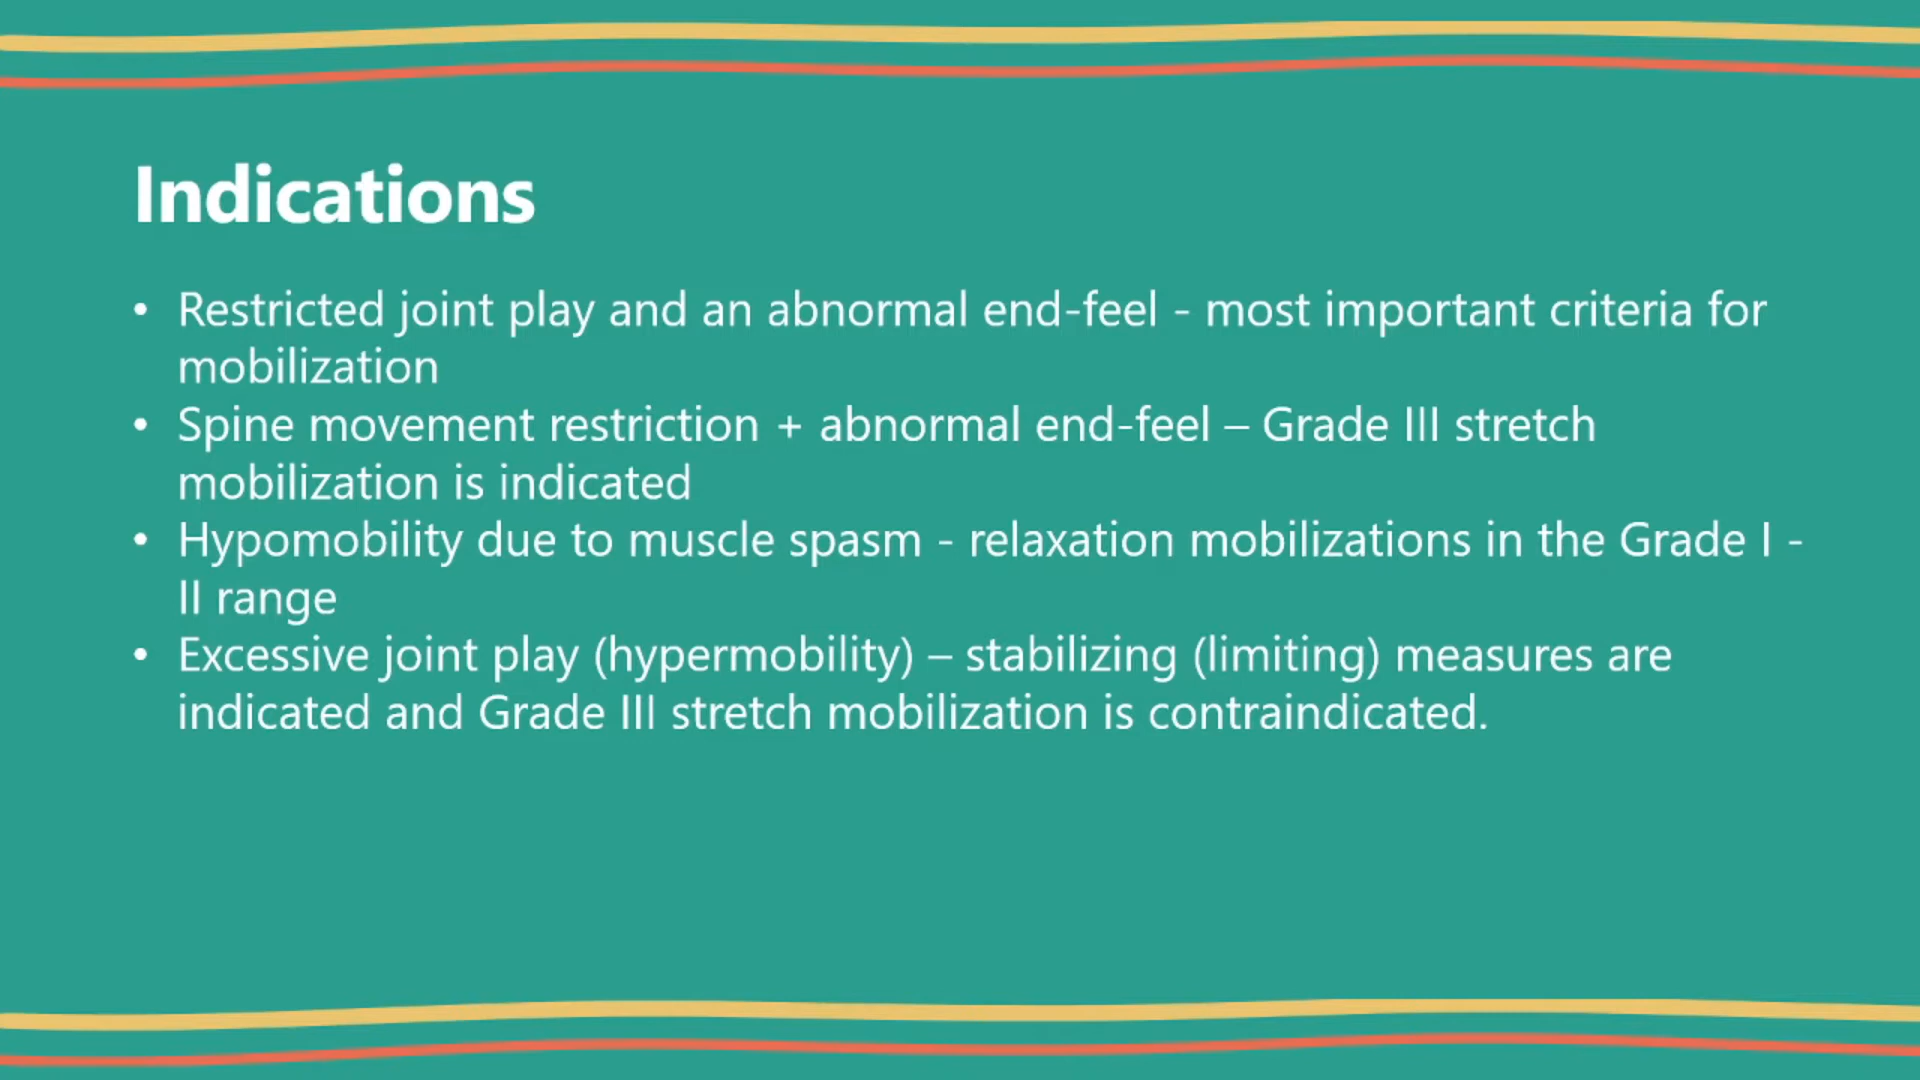 Indications
• Restricted joint play and an abnormal end-feel - most important criteria for
mobilization
• Spine movement restriction + abnormal end-feel – Grade III stretch
mobilization is indicated
• Hypomobility due to muscle spasm - relaxation mobilizations in the Grade I -
II range
• Excessive joint play (hypermobility) – stabilizing (limiting) measures are
indicated and Grade III stretch mobilization is contraindicated.